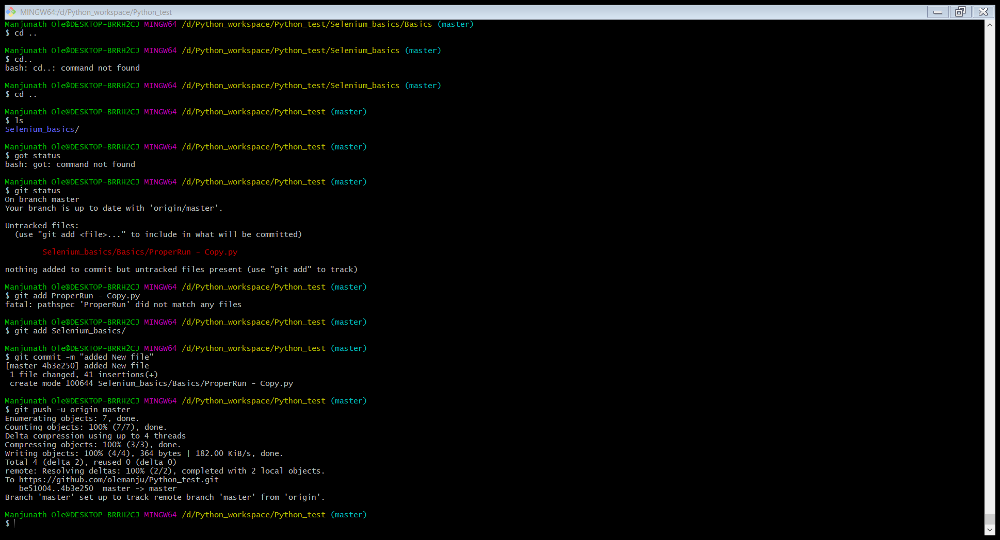 MINGW64:/d/Python_workspace/Python_test
Manjunath Ole@DESKTOP-BRRH2CJ MINGW64 /d/Python_workspace/Python_test/Selenium_basics/Basics (master)
$ cd ..
Manjunath Ole@DESKTOP-BRRH2CJ MINGW64 /d/Python_workspace/Python_test/Selenium_basics (master)
$ cd..
bash: cd..: command not found
Manjunath Ole@DESKTOP-BRRH2CJ MINGW64 /d/Python_workspace/Python_test/Selenium_basics (master)
$ cd ..
Manjunath Ole@DESKTOP-BRRH2CJ MINGW64 /d/Python_workspace/Python_test (master)
$ ls
Selenium_basics/
Manjunath Ole@DESKTOP-BRRH2CJ MINGW64 /d/Python_workspace/Python_test (master)
$ got status
bash: got: command not found
Manjunath Ole@DESKTOP-BRRH2CJ MINGW64 /d/Python_workspace/Python_test (master)
$ git status
On branch master
Your branch is up to date with 'origin/master'.
Untracked files:
  (use "git add <file>..." to include in what will be committed)
        Selenium_basics/Basics/ProperRun - Copy.py
nothing added to commit but untracked files present (use "git add" to track)
Manjunath Ole@DESKTOP-BRRH2CJ MINGW64 /d/Python_workspace/Python_test (master)
$ git add ProperRun - Copy.py
fatal: pathspec 'ProperRun' did not match any files
Manjunath Ole@DESKTOP-BRRH2CJ MINGW64 /d/Python_workspace/Python_test (master)
$ git add Selenium_basics/
Manjunath Ole@DESKTOP-BRRH2CJ MINGW64 /d/Python_workspace/Python_test (master)
$ git commit -m "added New file"
[master 4b3e250] added New file
 1 file changed, 41 insertions(+)
 create mode 100644 Selenium_basics/Basics/ProperRun - Copy.py
Manjunath Ole@DESKTOP-BRRH2CJ MINGW64 /d/Python_workspace/Python_test (master)
$ git push -u origin master
Enumerating objects: 7, done.
Counting objects: 100% (7/7), done.
Delta compression using up to 4 threads
Compressing objects: 100% (3/3), done.
Writing objects: 100% (4/4), 364 bytes | 182.00 KiB/s, done.
Total 4 (delta 2), reused 0 (delta 0)
remote: Resolving deltas: 100% (2/2), completed with 2 local objects.
To https://github.com/olemanju/Python_test.git
   be51004..4b3e250  master -> master
Branch 'master' set up to track remote branch 'master' from 'origin'.
Manjunath Ole@DESKTOP-BRRH2CJ MINGW64 /d/Python_workspace/Python_test (master)
$